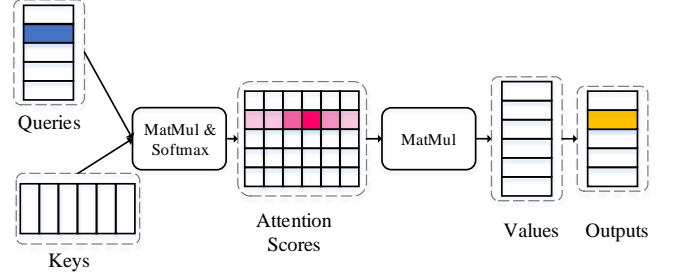 Queries
MatMul &
Softmax
MatMul
Attention
Scores
Values
Outputs
Keys